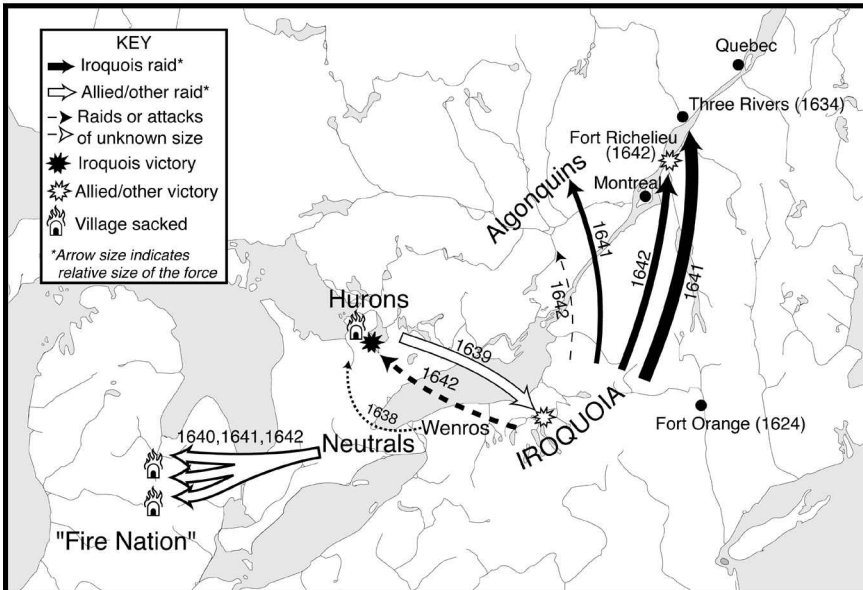 KEY
Iroquois raid*
Allied/other raid*
Raids or attacks
of unknown size
Iroquois victory
Allied/other victory
Village sacked
*Arrow size indicates
relative size of the force
Quebec
Three Rivers (1634)
Fort Richelieu
(1642)
Montreal
Algonquins
1641
1642
1641
1642
Hurons
1639
1642
1638
Wenros
IROQUOIA
Fort Orange (1624)
Neutrals
1640,1641,1642
"Fire Nation"